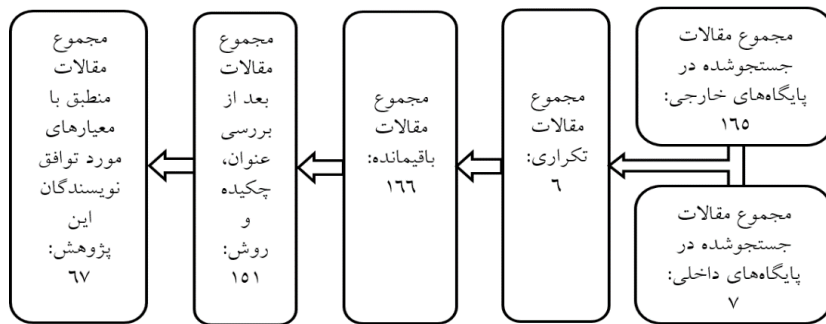 مجموع مقالات
جستجوشده در
پایگاه‌های خارجی:
۱۶۵
مجموع مقالات
جستجوشده در
پایگاه‌های داخلی:
۷
مجموع
مقالات
تکراری:
۶
مجموع
مقالات
باقیمانده:
۱۶۶
مجموع
مقالات
بعد از
بررسی
عنوان،
چکیده
و
روش:
۱۵۱
مجموع
مقالات
منطبق با
معیارهای
مورد توافق
نویسندگان
این
پژوهش:
۶۷